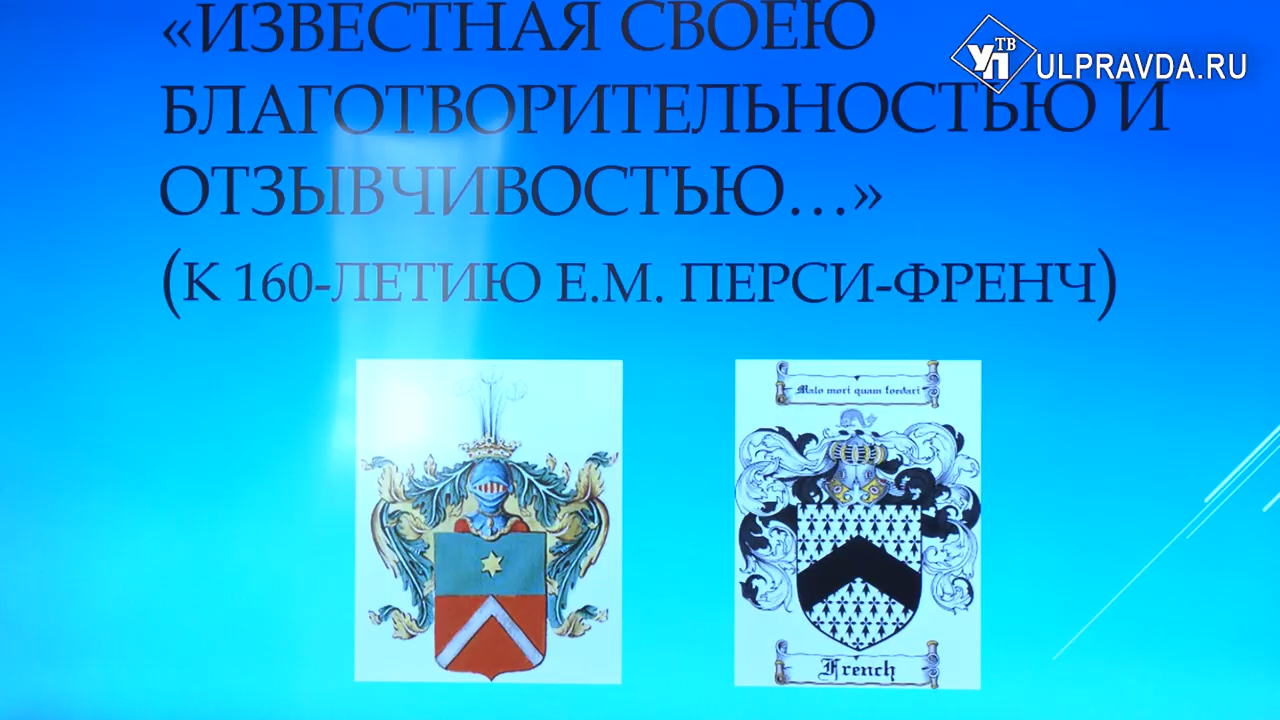 «ИЗВЕСТНАЯ СВОЕЮ
БЛАГОТВОРИТЕЛЬНОСТЬЮ И
ОТЗЫВЧИВОСТЬЮ...»
(К 160-ЛЕТИЮ Е.М. ПЕРСИ-ФРЕНЧ)
УП ТВ ULPRAVDA.RU
Malo mori quam foedari
French